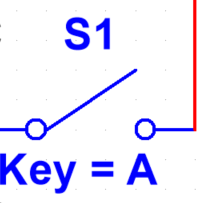 S1
Key = A